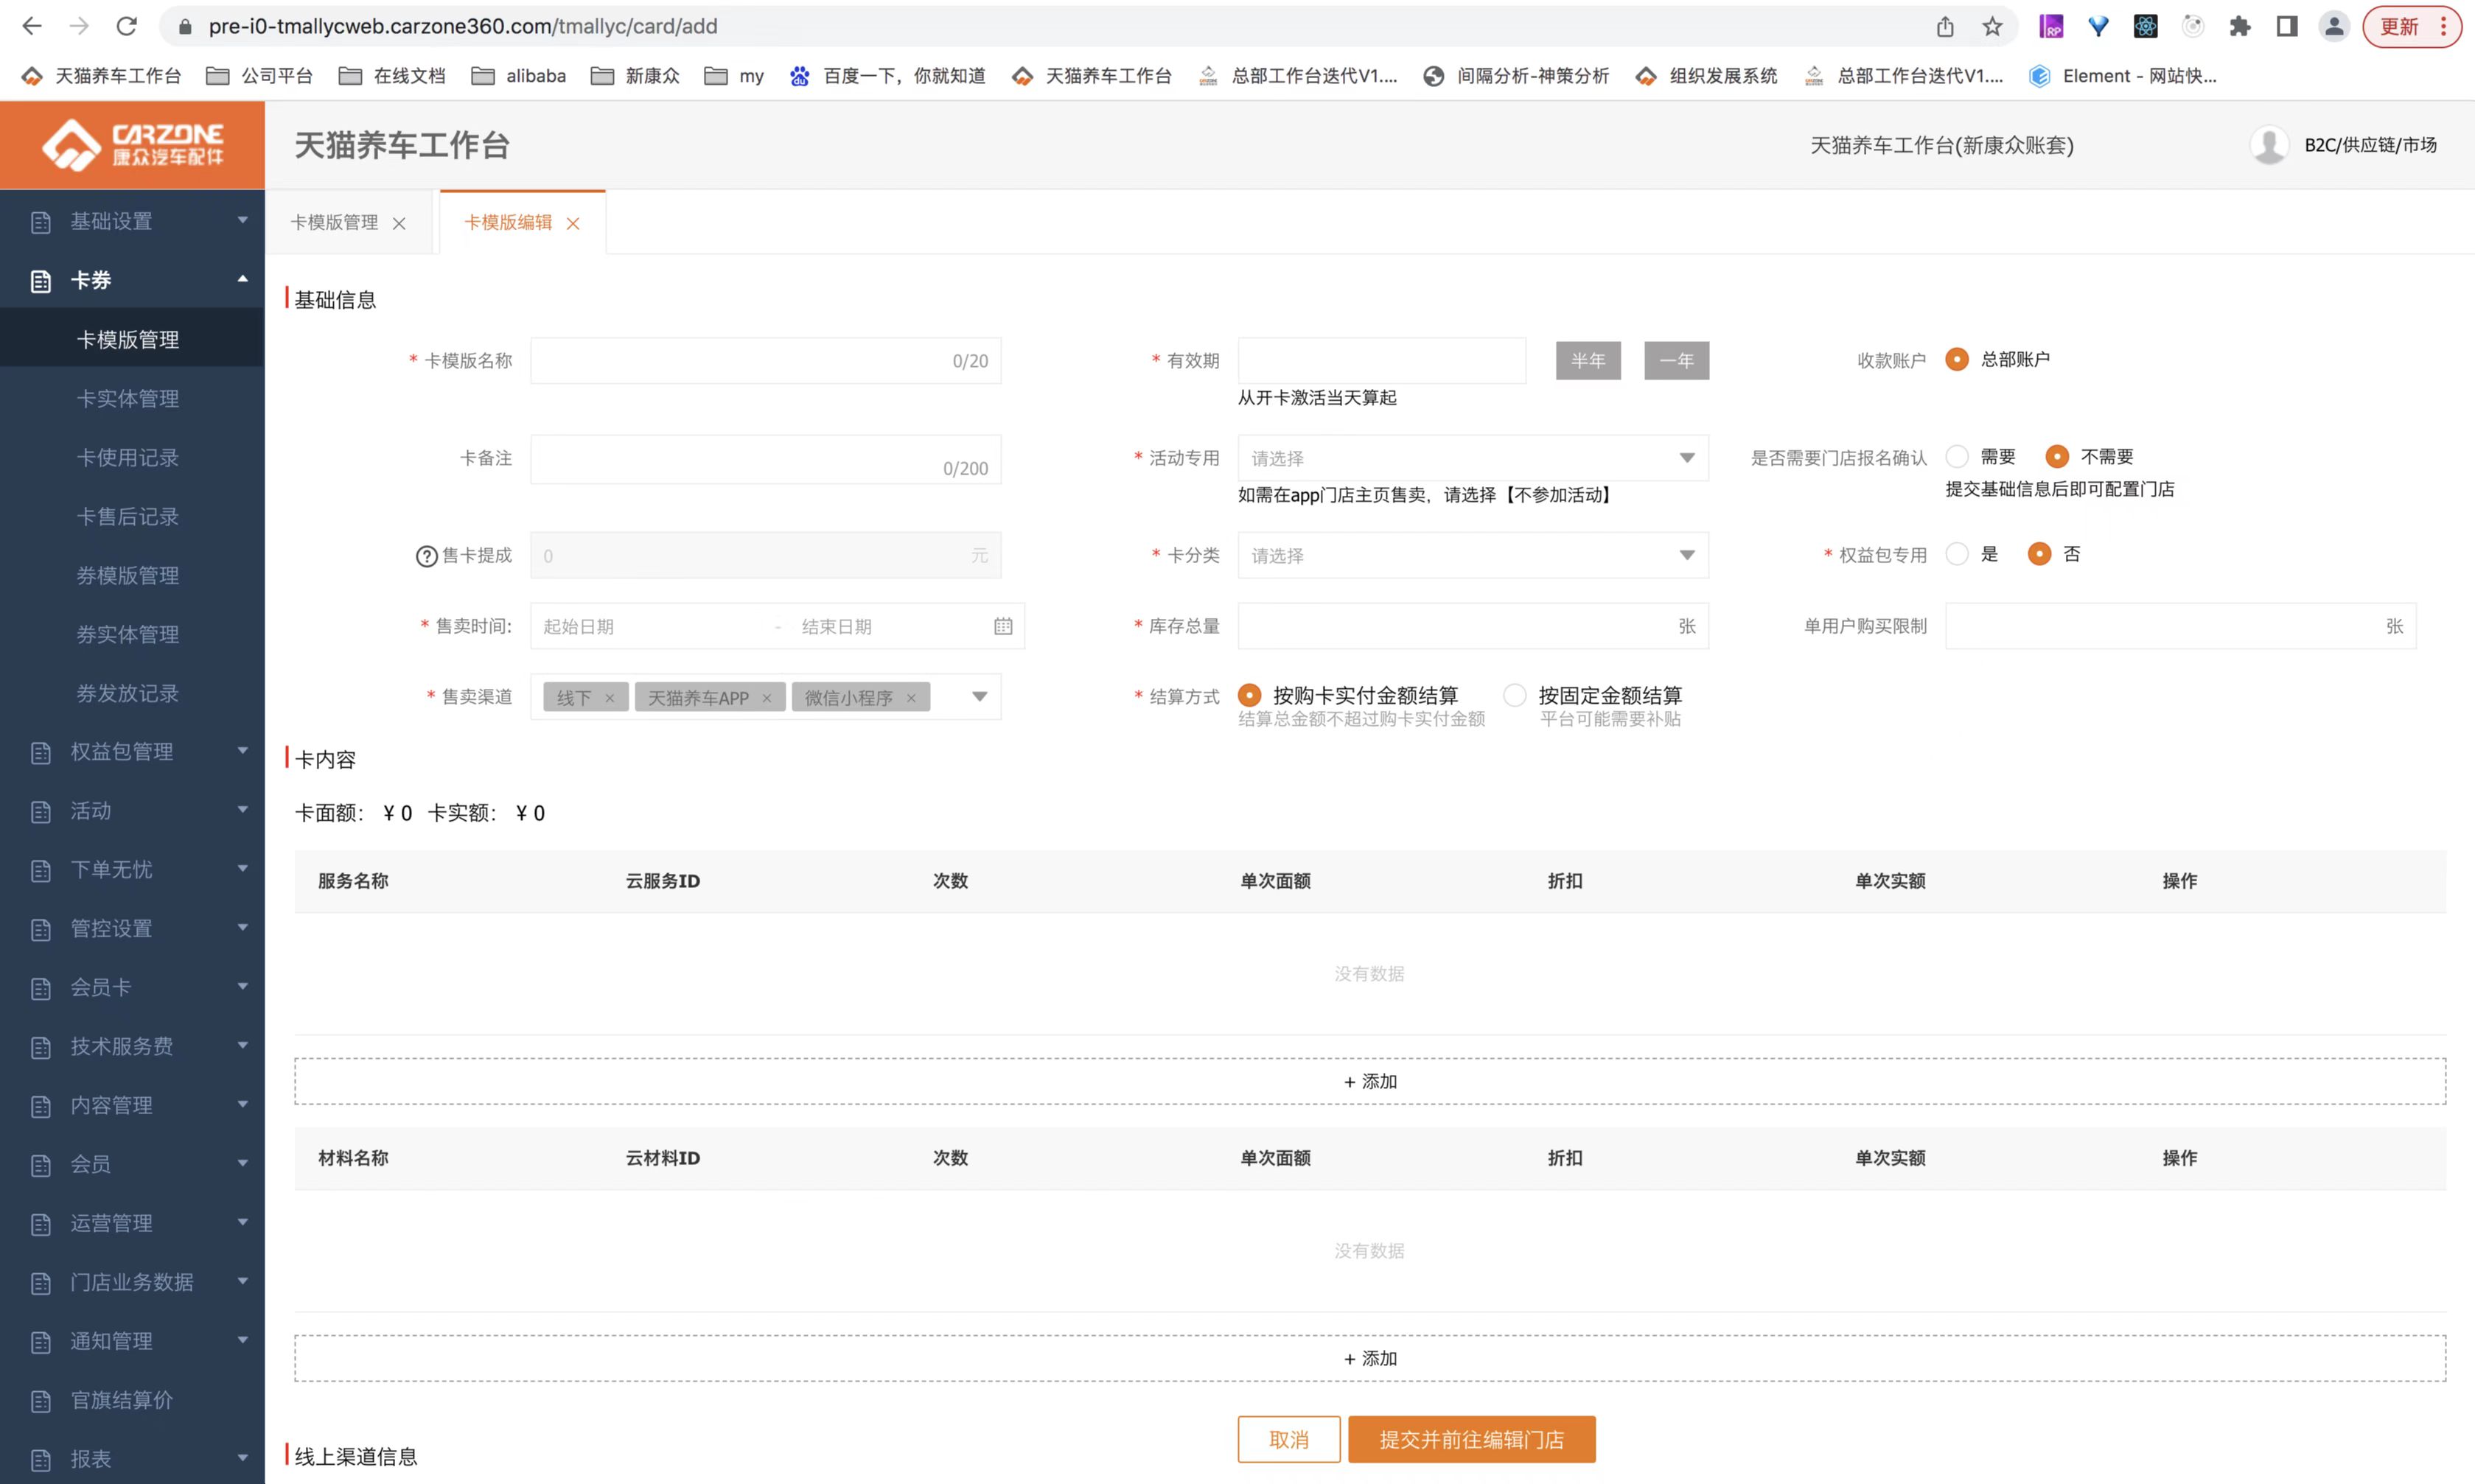 pre-i0-tmallycweb.carzone360.com/tmallyc/card/add
更新
天猫养车工作台 公司平台 在线文档 alibaba 新康众 my 百度一下，你就知道 天猫养车工作台 总部工作台迭代V1.... 间隔分析-神策分析 组织发展系统 总部工作台迭代V1.... Element - 网站快...
CARZONE
康众汽车配件
天猫养车工作台
天猫养车工作台(新康众账套)
B2C/供应链/市场
基础设置
卡券
卡模版管理
卡实体管理
卡使用记录
卡售后记录
券模版管理
券实体管理
券发放记录
权益包管理
活动
下单无忧
管控设置
会员卡
技术服务费
内容管理
会员
运营管理
门店业务数据
通知管理
官旗结算价
报表
卡模版管理 × 卡模版编辑 ×
基础信息
* 卡模版名称 0/20 * 有效期 半年 一年 收款账户 总部账户
从开卡激活当天算起
卡备注 0/200 * 活动专用 请选择 是否需要门店报名确认 需要 不需要
如需在app门店主页售卖，请选择【不参加活动】 提交基础信息后即可配置门店
? 售卡提成 0 元 * 卡分类 请选择 * 权益包专用 是 否
* 售卖时间: 起始日期 - 结束日期 * 库存总量 张 单用户购买限制 张
* 售卖渠道 线下 × 天猫养车APP × 微信小程序 × * 结算方式 按购卡实付金额结算 按固定金额结算
结算总金额不超过购卡实付金额 平台可能需要补贴
卡内容
卡面额： ¥ 0 卡实额： ¥ 0
服务名称 云服务ID 次数 单次面额 折扣 单次实额 操作
没有数据
+ 添加
材料名称 云材料ID 次数 单次面额 折扣 单次实额 操作
没有数据
+ 添加
取消 提交并前往编辑门店
线上渠道信息